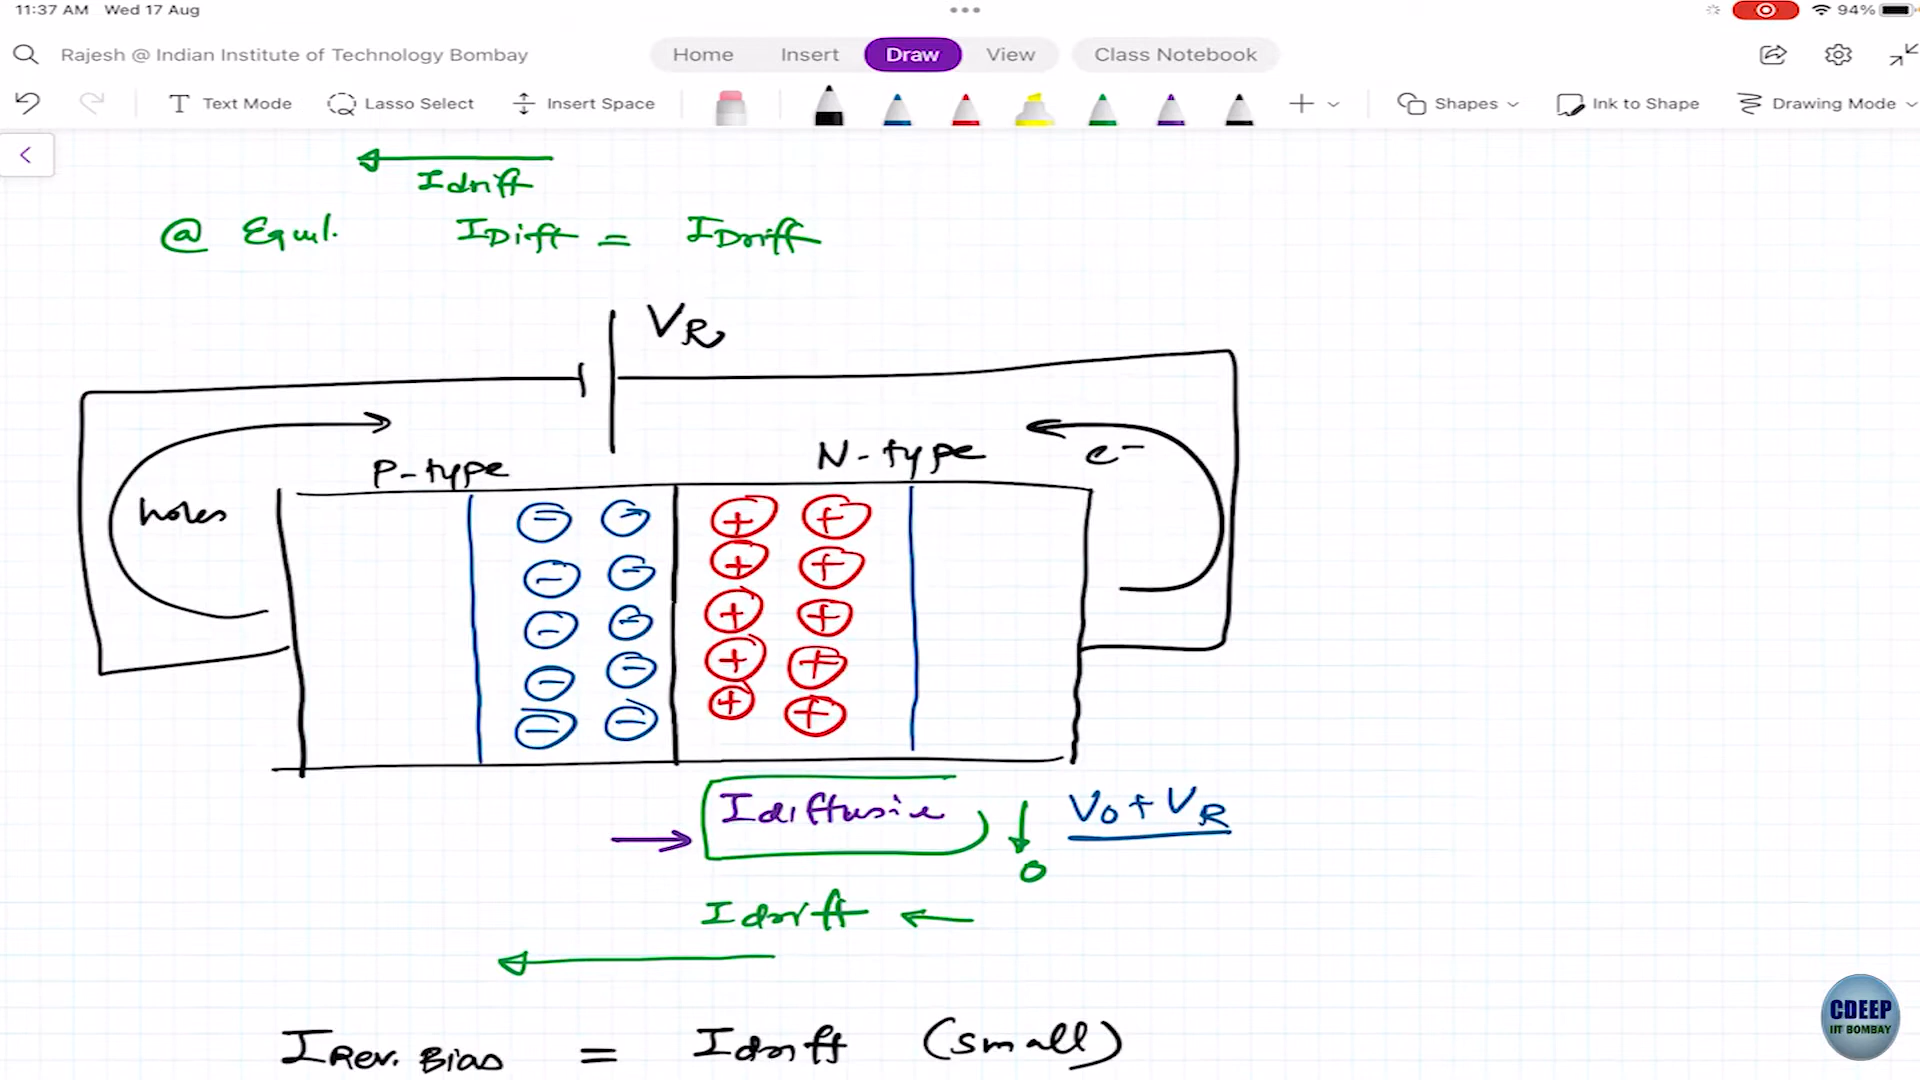 11:37 AM Wed 17 Aug
94%
Rajesh @ Indian Institute of Technology Bombay
Home Insert Draw View Class Notebook
Text Mode Lasso Select Insert Space Shapes Ink to Shape Drawing Mode
Idrift
@ Equil. IDiff = IDriff
VR
P-type N-type e-
holes
- - + +
- - + +
- - + +
- - + +
- - + +
Idiffusion ↓ V0 + VR
0
Idrift ←
IRev. Bias = Idrift (small)
CDEEP
IIT BOMBAY